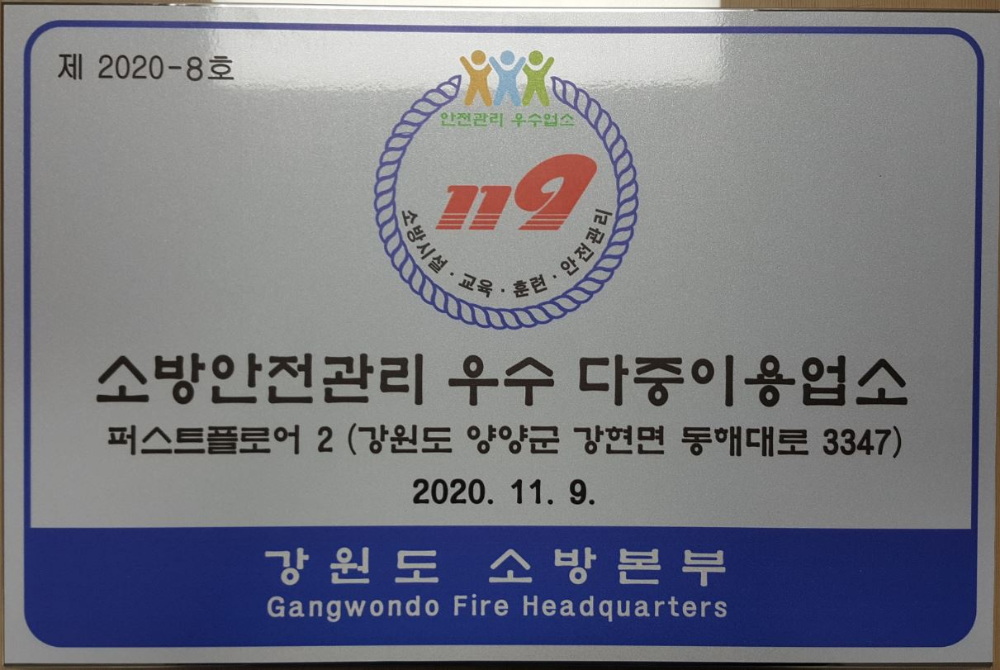 제 2020-8호
안전관리 우수업소
119
소방시설 · 교육 · 훈련 · 안전관리
소방안전관리 우수 다중이용업소
퍼스트플로어 2 (강원도 양양군 강현면 동해대로 3347)
2020. 11. 9.
강원도 소방본부
Gangwondo Fire Headquarters